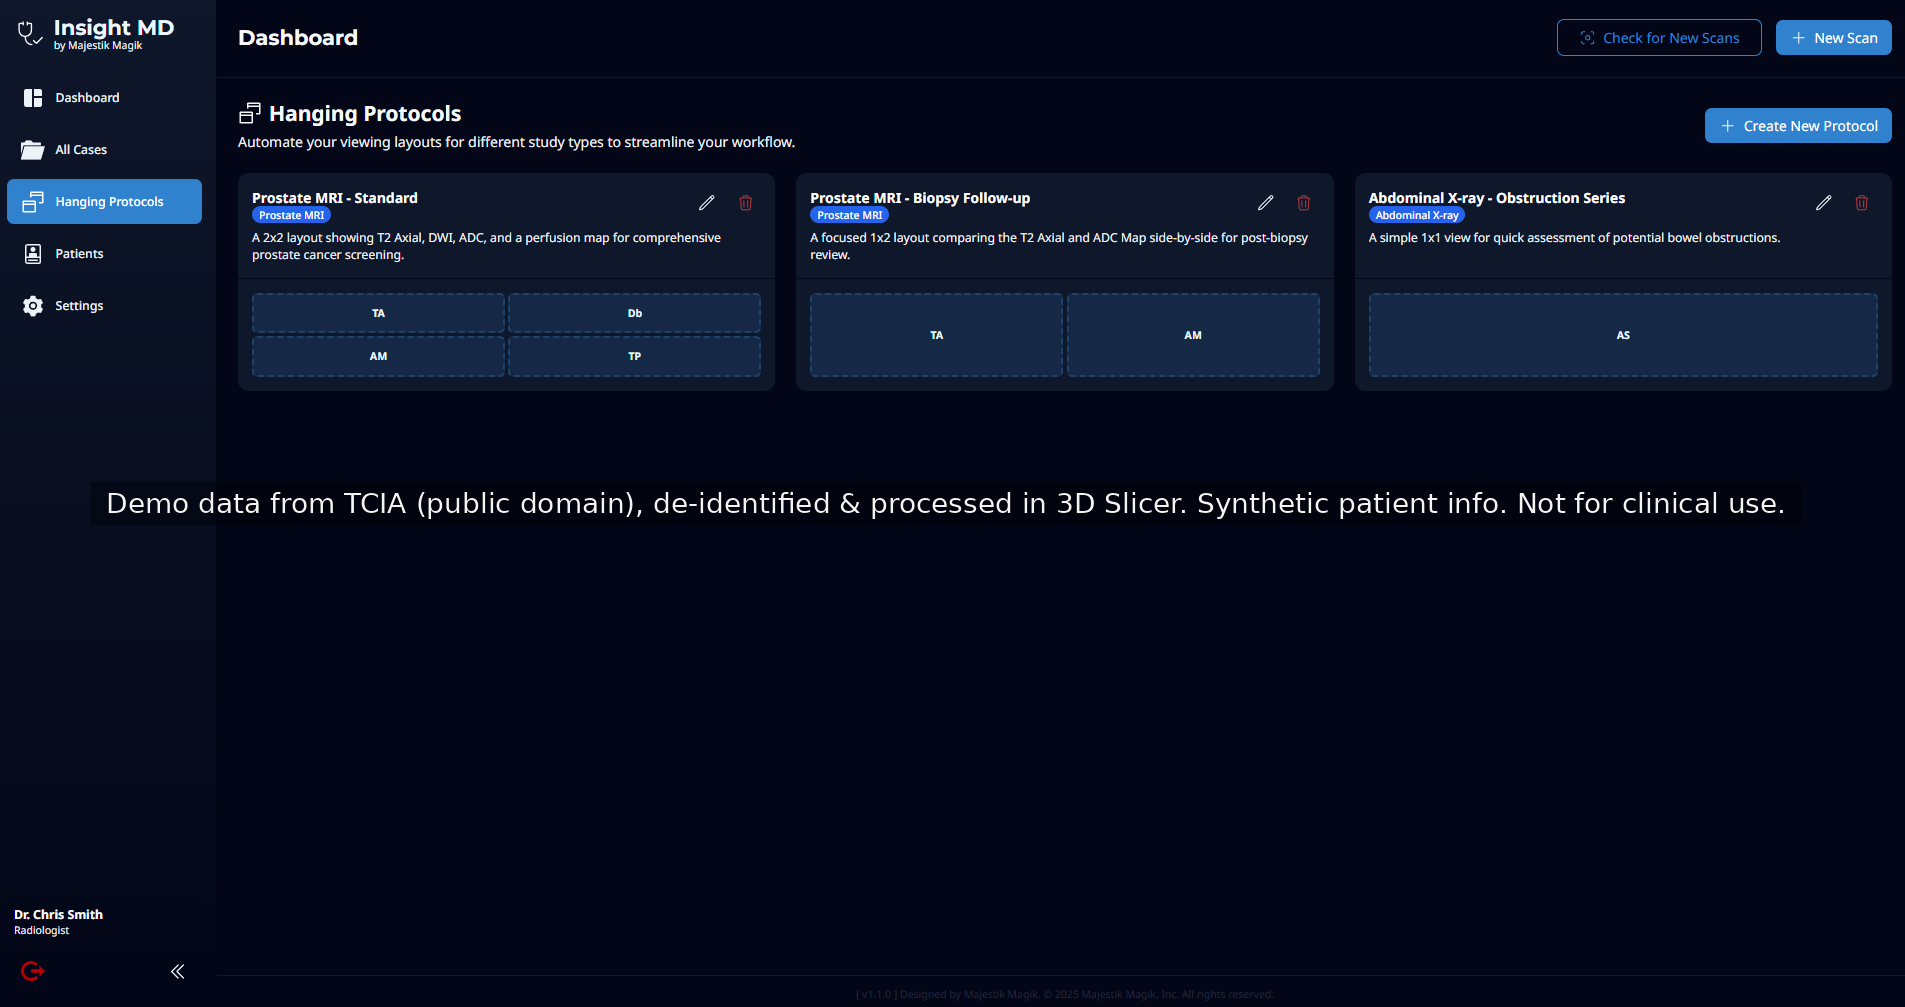 Insight MD
by Majestik Magik
Dashboard
All Cases
Hanging Protocols
Patients
Settings
Dr. Chris Smith
Radiologist
Dashboard
Check for New Scans
New Scan
Hanging Protocols
Automate your viewing layouts for different study types to streamline your workflow.
Create New Protocol
Prostate MRI - Standard
Prostate MRI
A 2x2 layout showing T2 Axial, DWI, ADC, and a perfusion map for comprehensive
prostate cancer screening.
TA
Db
AM
TP
Prostate MRI - Biopsy Follow-up
Prostate MRI
A focused 1x2 layout comparing the T2 Axial and ADC Map side-by-side for post-biopsy
review.
TA
AM
Abdominal X-ray - Obstruction Series
Abdominal X-ray
A simple 1x1 view for quick assessment of potential bowel obstructions.
AS
Demo data from TCIA (public domain), de-identified & processed in 3D Slicer. Synthetic patient info. Not for clinical use.
[ v1.1.0 ] Designed by Majestik Magik, © 2025 Majestik Magik, Inc. All rights reserved.